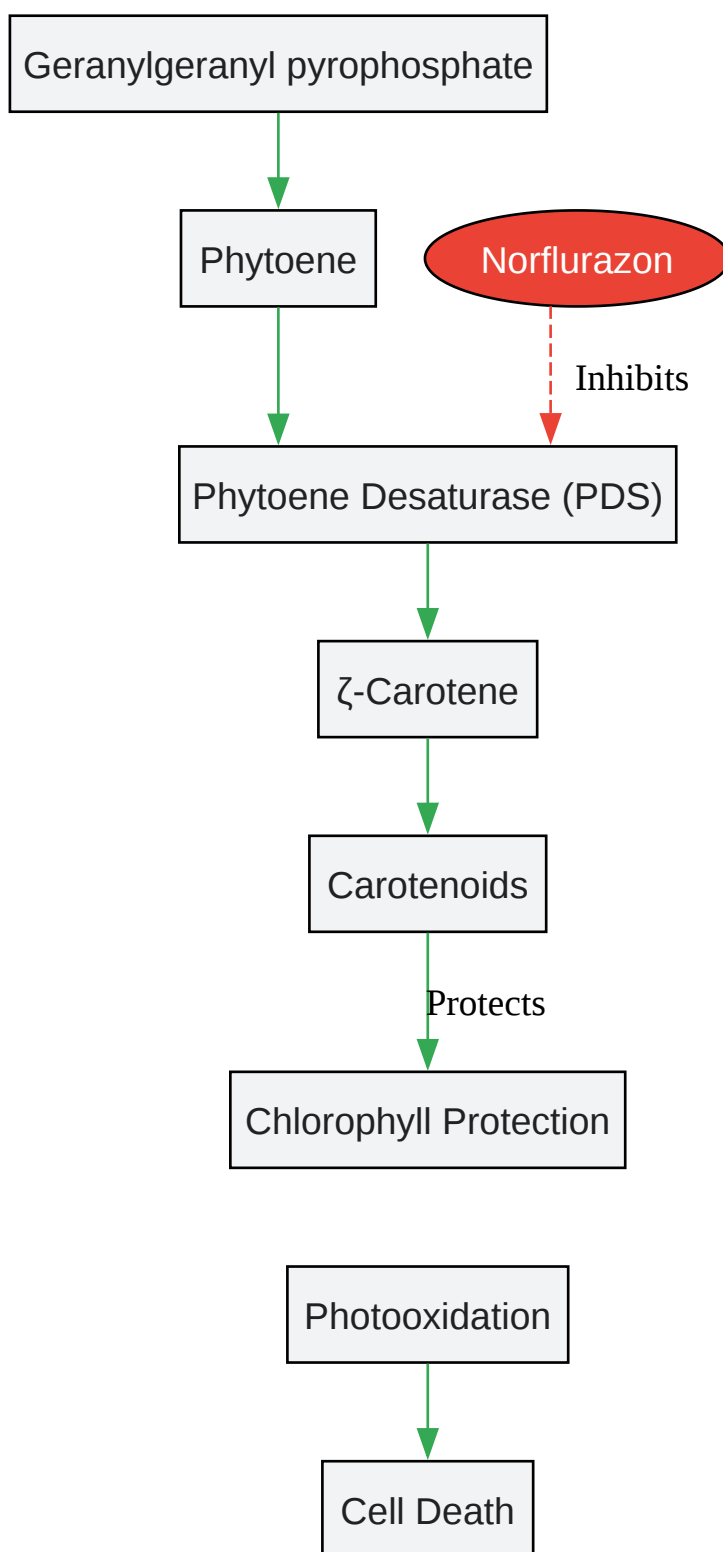 Geranylgeranyl pyrophosphate
Phytoene
Norflurazon
Inhibits
Phytoene Desaturase (PDS)
ζ-Carotene
Carotenoids
Protects
Chlorophyll Protection
Photooxidation
Cell Death